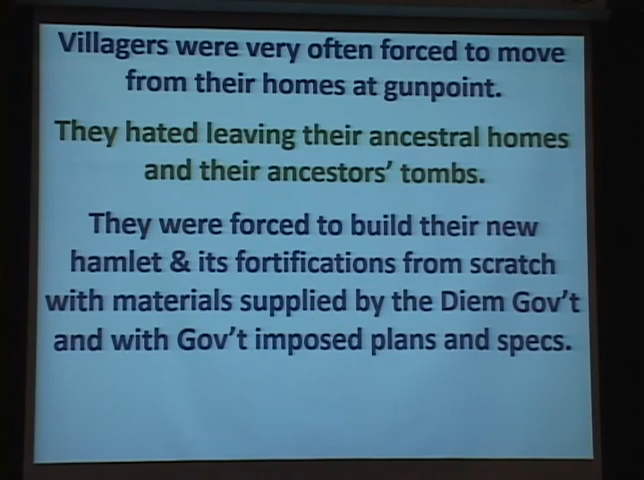 Villagers were very often forced to move
from their homes at gunpoint.
They hated leaving their ancestral homes
and their ancestors’ tombs.
They were forced to build their new
hamlet & its fortifications from scratch
with materials supplied by the Diem Gov’t
and with Gov’t imposed plans and specs.